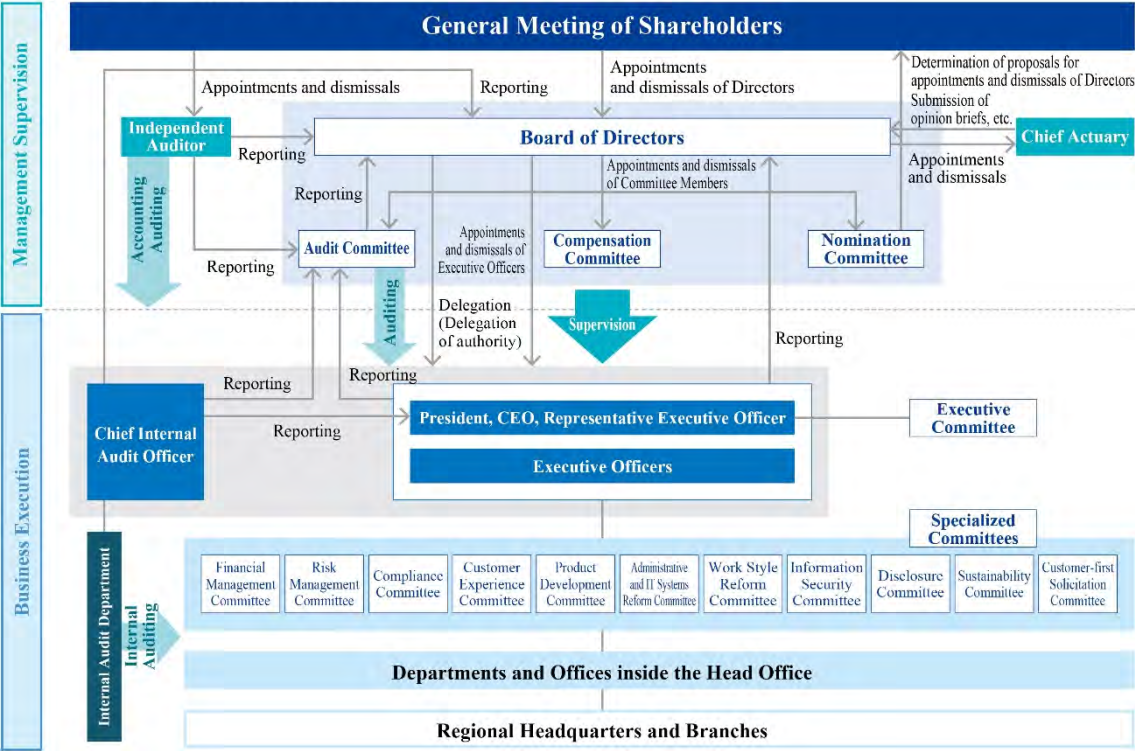 General Meeting of Shareholders
Management Supervision
Appointments and dismissals
Reporting
Appointments
and dismissals of Directors
Determination of proposals for
appointments and dismissals of Directors
Submission of
opinion briefs, etc.
Independent
Auditor
Reporting
Board of Directors
Chief Actuary
Appointments
and dismissals
Accounting
Auditing
Reporting
Appointments and dismissals
of Committee Members
Reporting
Audit Committee
Appointments
and dismissals of
Executive Officers
Compensation
Committee
Nomination
Committee
Auditing
Delegation
(Delegation
of authority)
Supervision
Reporting
Business Execution
Reporting
Reporting
Reporting
Chief Internal
Audit Officer
President, CEO, Representative Executive Officer
Executive Officers
Executive
Committee
Specialized
Committees
Internal Audit Department
Internal
Auditing
Financial
Management
Committee
Risk
Management
Committee
Compliance
Committee
Customer
Experience
Committee
Product
Development
Committee
Administrative
and IT Systems
Reform Committee
Work Style
Reform
Committee
Information
Security
Committee
Disclosure
Committee
Sustainability
Committee
Customer-first
Solicitation
Committee
Departments and Offices inside the Head Office
Regional Headquarters and Branches